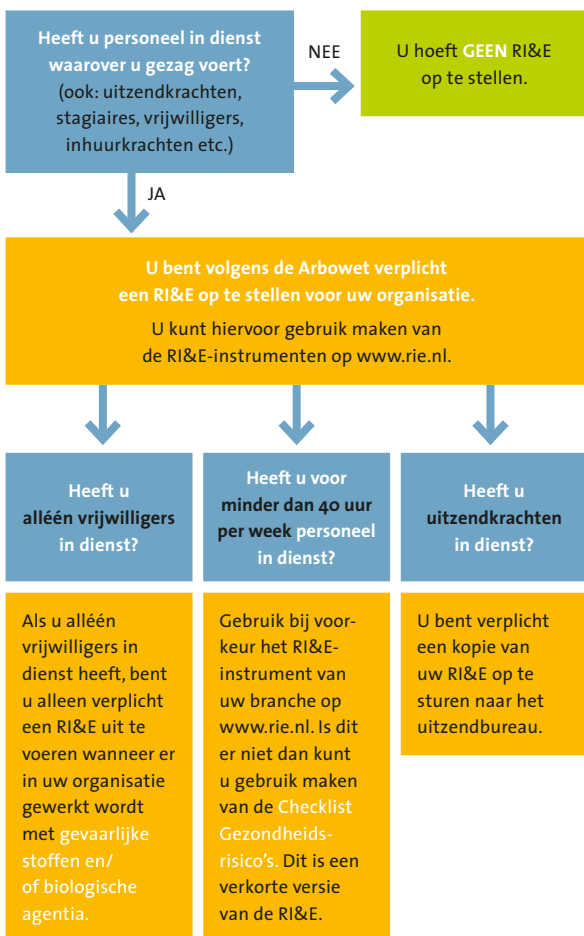 Heeft u personeel in dienst
waarover u gezag voert?
(ook: uitzendkrachten,
stagiaires, vrijwilligers,
inhuurkrachten etc.)
NEE
U hoeft GEEN RI&E
op te stellen.
JA
U bent volgens de Arbowet verplicht
een RI&E op te stellen voor uw organisatie.
U kunt hiervoor gebruik maken van
de RI&E-instrumenten op www.rie.nl.
Heeft u
alléén vrijwilligers
in dienst?
Heeft u voor
minder dan 40 uur
per week personeel
in dienst?
Heeft u
uitzendkrachten
in dienst?
Als u alléén
vrijwilligers in
dienst heeft, bent
u alleen verplicht
een RI&E uit te
voeren wanneer er
in uw organisatie
gewerkt wordt
met gevaarlijke
stoffen en/
of biologische
agentia.
Gebruik bij voor-
keur het RI&E-
instrument van
uw branche op
www.rie.nl. Is dit
er niet dan kunt
u gebruik maken
van de Checklist
Gezondheids-
risico's. Dit is een
verkorte versie
van de RI&E.
U bent verplicht
een kopie van
uw RI&E op te
sturen naar het
uitzendbureau.